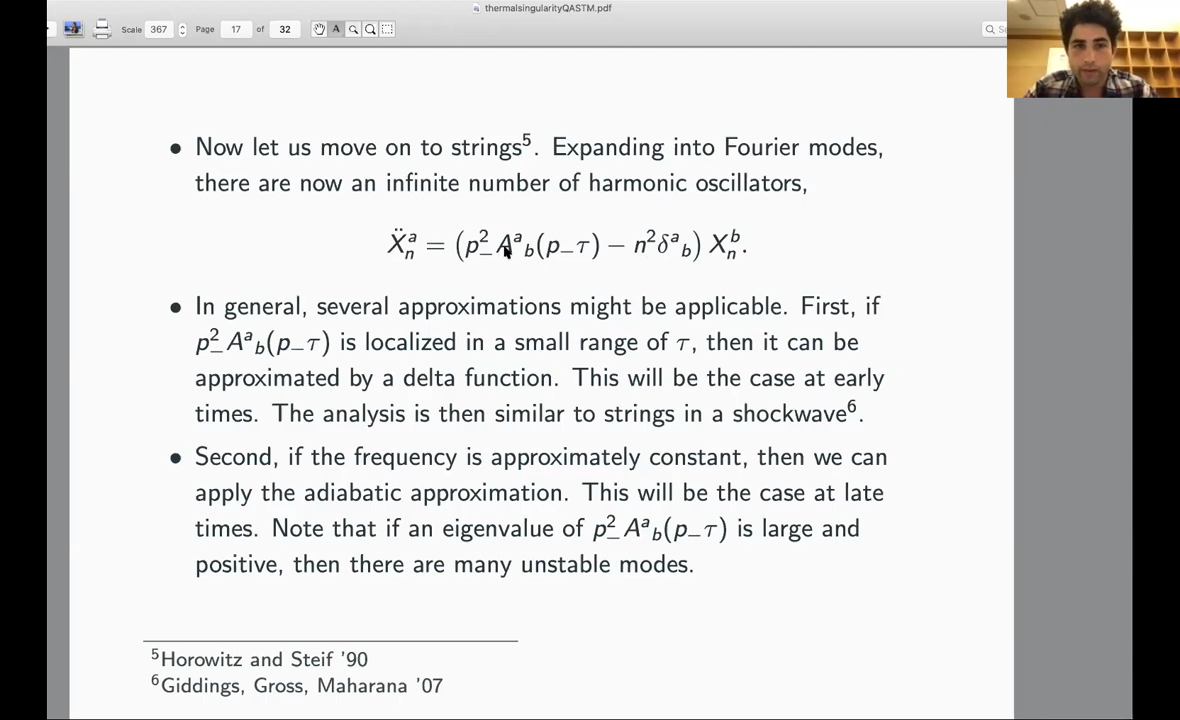 thermalsingularityQASTM.pdf
Scale 367 Page 17 of 32
• Now let us move on to strings⁵. Expanding into Fourier modes,
there are now an infinite number of harmonic oscillators,
Ẍₙᵃ = (p₋² Aᵃ_b(p₋τ) − n²δᵃ_b) Xₙᵇ.
• In general, several approximations might be applicable. First, if
p₋² Aᵃ_b(p₋τ) is localized in a small range of τ, then it can be
approximated by a delta function. This will be the case at early
times. The analysis is then similar to strings in a shockwave⁶.
• Second, if the frequency is approximately constant, then we can
apply the adiabatic approximation. This will be the case at late
times. Note that if an eigenvalue of p₋² Aᵃ_b(p₋τ) is large and
positive, then there are many unstable modes.
⁵Horowitz and Steif '90
⁶Giddings, Gross, Maharana '07